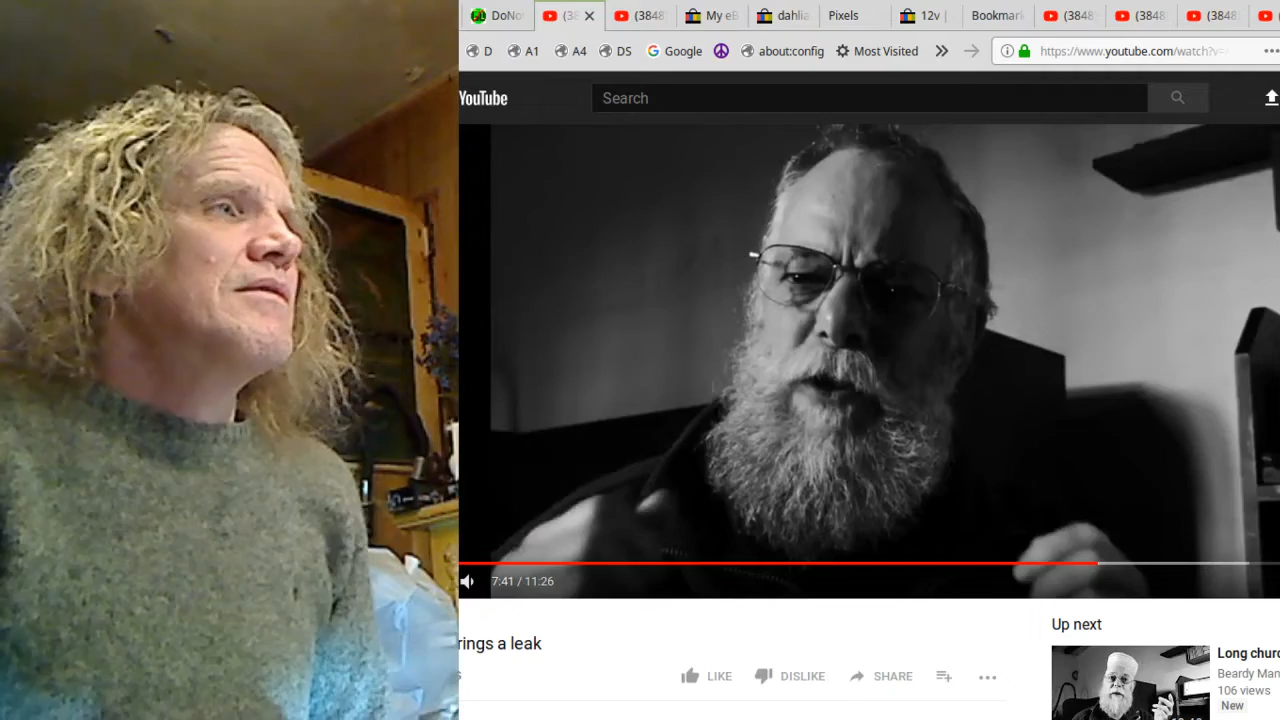 DoNo (38 (3848 My eB dahlia Pixels 12v | Bookmar (3848 (3848 (3848
D A1 A4 DS Google about:config Most Visited » https://www.youtube.com/watch?v=
YouTube Search
7:41 / 11:26
rings a leak
LIKE DISLIKE SHARE
Up next
Long churc
Beardy Man
106 views
New